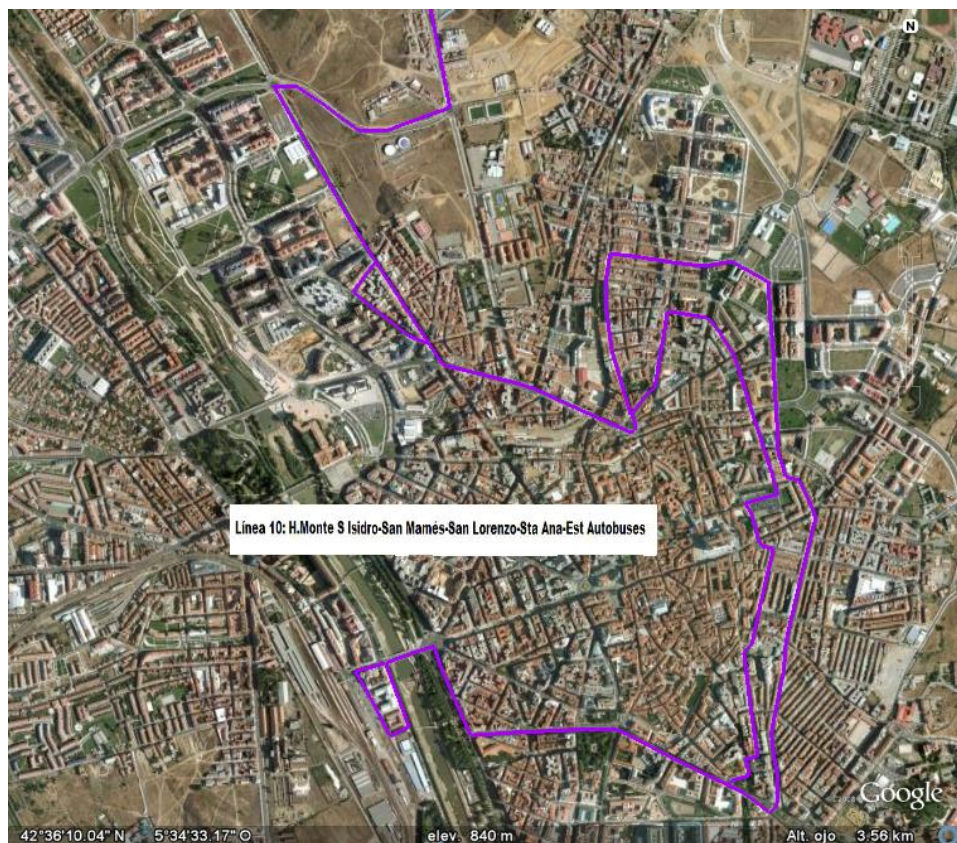 N
Línea 10: H.Monte S Isidro-San Mamés-San Lorenzo-Sta Ana-Est Autobuses
Google
42°36'10.04" N 5°34'33.17" O elev. 840 m Alt. ojo 3.56 km